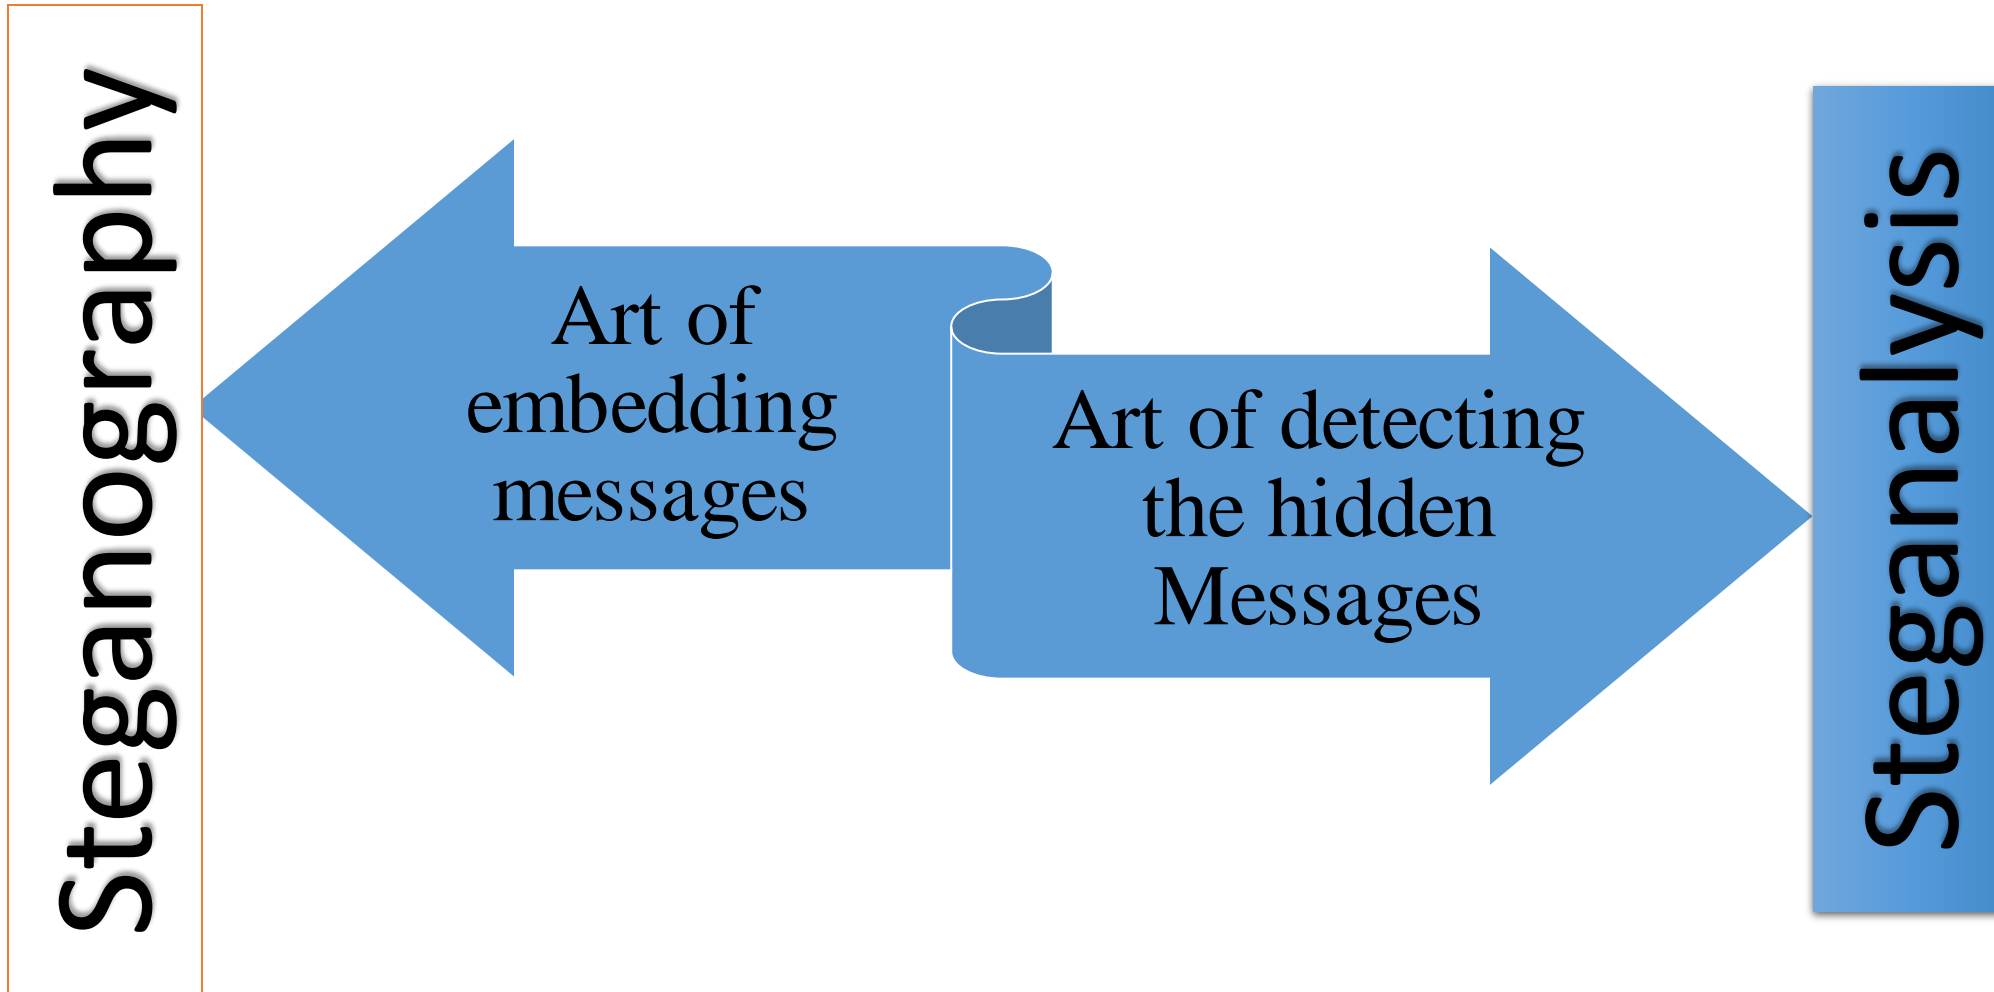 Steganography
Art of
embedding
messages
Art of detecting
the hidden
Messages
Steganalysis